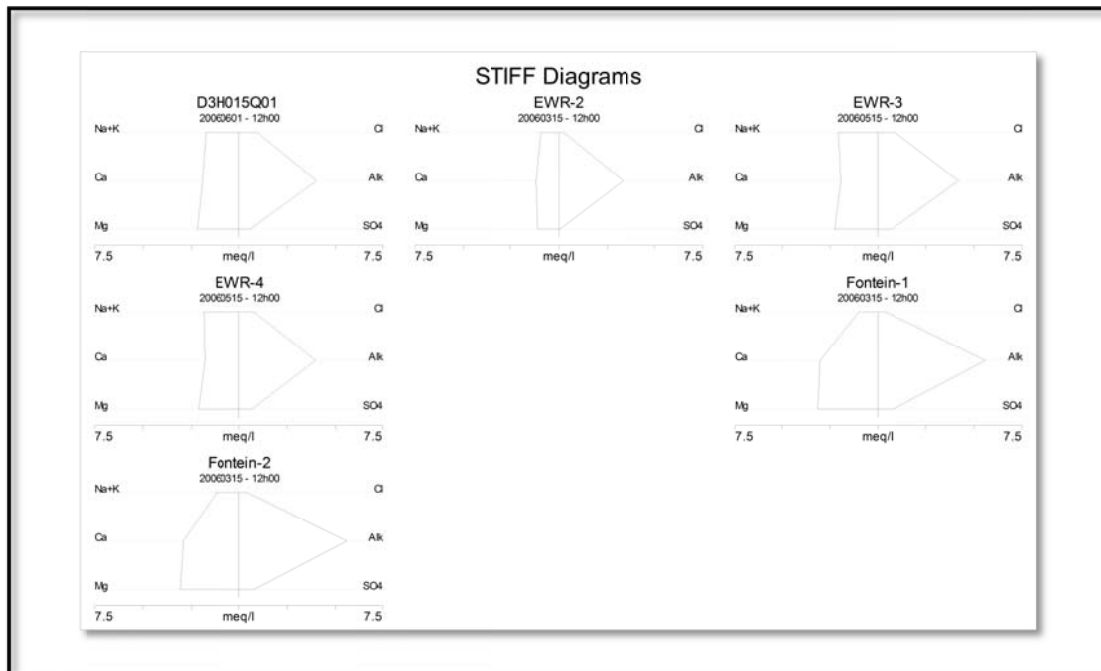 STIFF Diagrams
D3H015Q01
20060601 - 12h00
Na+K Cl
Ca Alk
Mg SO4
7.5 meq/l 7.5
EWR-2
20060315 - 12h00
Na+K Cl
Ca Alk
Mg SO4
7.5 meq/l 7.5
EWR-3
20060515 - 12h00
Na+K Cl
Ca Alk
Mg SO4
7.5 meq/l 7.5
EWR-4
20060515 - 12h00
Na+K Cl
Ca Alk
Mg SO4
7.5 meq/l 7.5
Fontein-1
20060315 - 12h00
Na+K Cl
Ca Alk
Mg SO4
7.5 meq/l 7.5
Fontein-2
20060315 - 12h00
Na+K Cl
Ca Alk
Mg SO4
7.5 meq/l 7.5